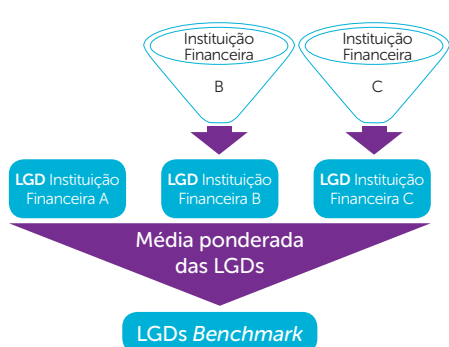 Instituição
Financeira
B
Instituição
Financeira
C
LGD Instituição
Financeira A
LGD Instituição
Financeira B
LGD Instituição
Financeira C
Média ponderada
das LGDs
LGDs Benchmark